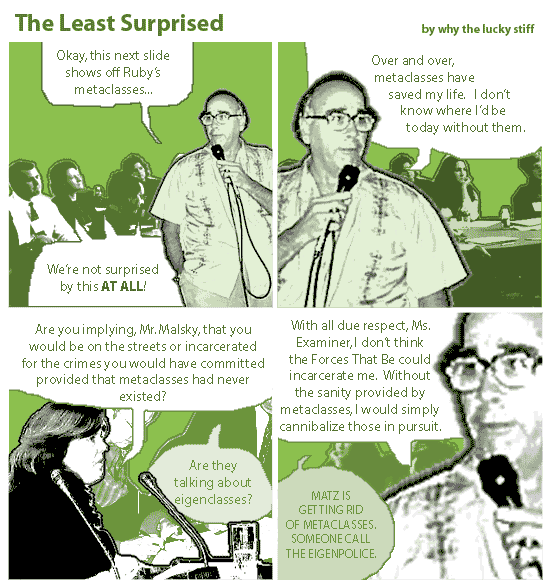 The Least Surprised
by why the lucky stiff
Okay, this next slide
shows off Ruby's
metaclasses...
We're not surprised
by this AT ALL!
Over and over,
metaclasses have
saved my life. I don't
know where I'd be
today without them.
Are you implying, Mr. Malsky, that you
would be on the streets or incarcerated
for the crimes you would have committed
provided that metaclasses had never
existed?
Are they
talking about
eigenclasses?
With all due respect, Ms.
Examiner, I don't think
the Forces That Be could
incarcerate me. Without
the sanity provided by
metaclasses, I would simply
cannibalize those in pursuit.
MATZ IS
GETTING RID
OF METACLASSES.
SOMEONE CALL
THE EIGENPOLICE.